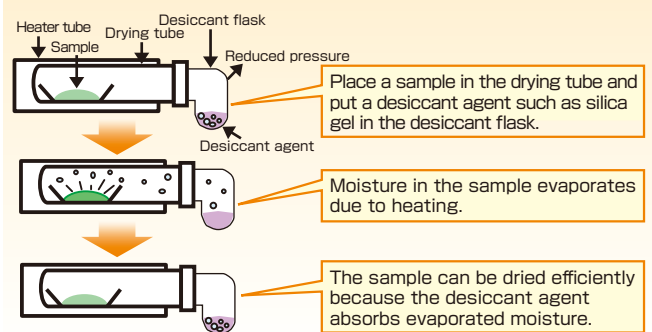 Heater tube
Sample
Drying tube
Desiccant flask
Reduced pressure
Desiccant agent
Place a sample in the drying tube and
put a desiccant agent such as silica
gel in the desiccant flask.
Moisture in the sample evaporates
due to heating.
The sample can be dried efficiently
because the desiccant agent
absorbs evaporated moisture.